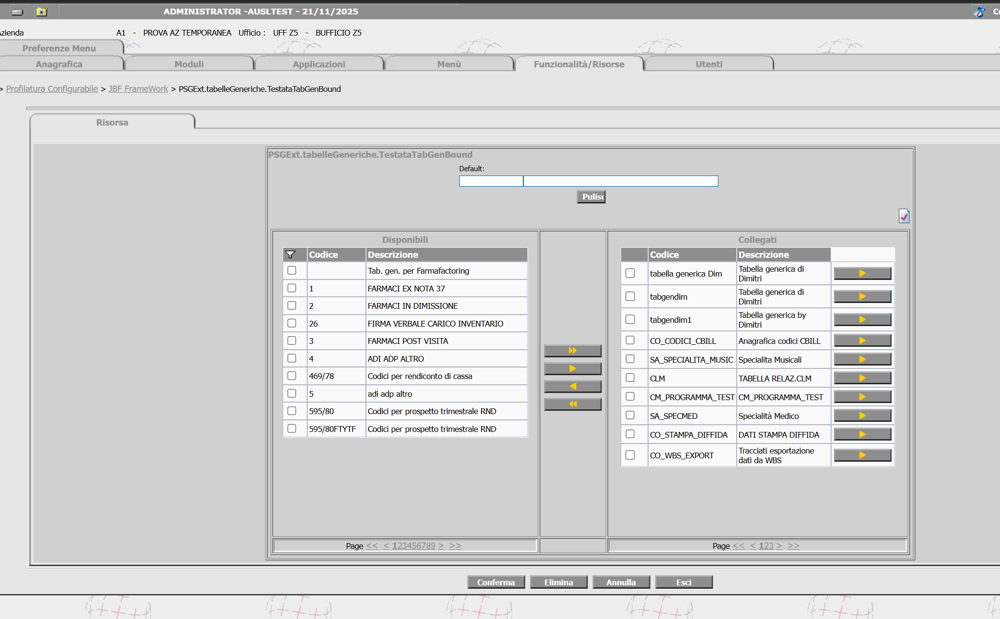 ADMINISTRATOR -AUSLTEST - 21/11/2025
A1 - PROVA AZ TEMPORANEA Ufficio : UFF Z5 - BUFFICIO Z5
Preferenze Menu
Anagrafica Moduli Applicazioni Menù Funzionalità/Risorse Utenti
> Profilatura Configurabile > JBF FrameWork > PSGExt.tabelleGeneriche.TestataTabGenBound
Risorsa
PSGExt.tabelleGeneriche.TestataTabGenBound
Default:
Pulisc
Disponibili
Codice Descrizione
Tab. gen. per Farmafactoring
1 FARMACI EX NOTA 37
2 FARMACI IN DIMISSIONE
26 FIRMA VERBALE CARICO INVENTARIO
3 FARMACI POST VISITA
4 ADI ADP ALTRO
469/78 Codici per rendiconto di cassa
5 adi adp altro
595/80 Codici per prospetto trimestrale RND
595/80FTYTF Codici per prospetto trimestrale RND
Page << < 123456789 > >>
Collegati
Codice Descrizione
tabella generica Dim Tabella generica di
Dimitri
tabgendim Tabella generica di
Dimitri
tabgendim1 Tabella generica by
Dimitri
CO_CODICI_CBILL Anagrafica codici CBILL
SA_SPECIALITA_MUSIC Specialita Musicali
CLM TABELLA RELAZ.CLM
CM_PROGRAMMA_TEST CM_PROGRAMMA_TEST
SA_SPECMED Specialità Medico
CO_STAMPA_DIFFIDA DATI STAMPA DIFFIDA
CO_WBS_EXPORT Tracciati esportazione
dati da WBS
Page << < 123 > >>
Conferma Elimina Annulla Esci